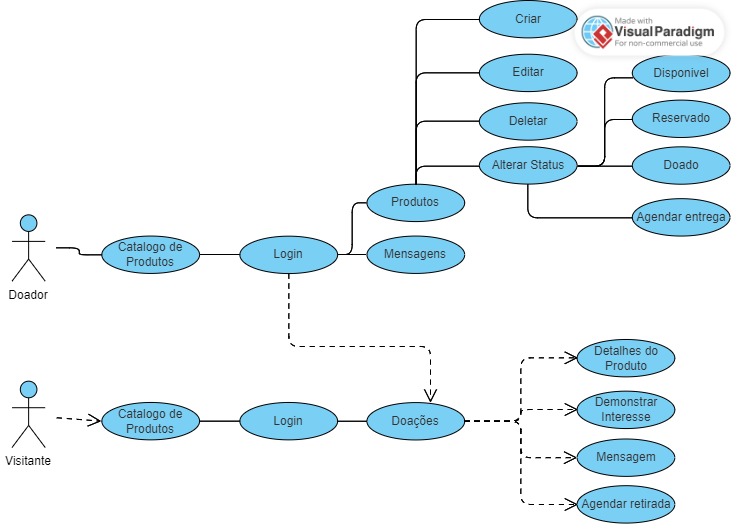 Criar
Made with
Visual Paradigm
For non-commercial use
Editar
Disponivel
Deletar
Reservado
Alterar Status
Doado
Produtos
Agendar entrega
Catalogo de
Produtos
Login
Mensagens
Doador
Detalhes do
Produto
Demonstrar
Interesse
Catalogo de
Produtos
Login
Doações
Mensagem
Visitante
Agendar retirada